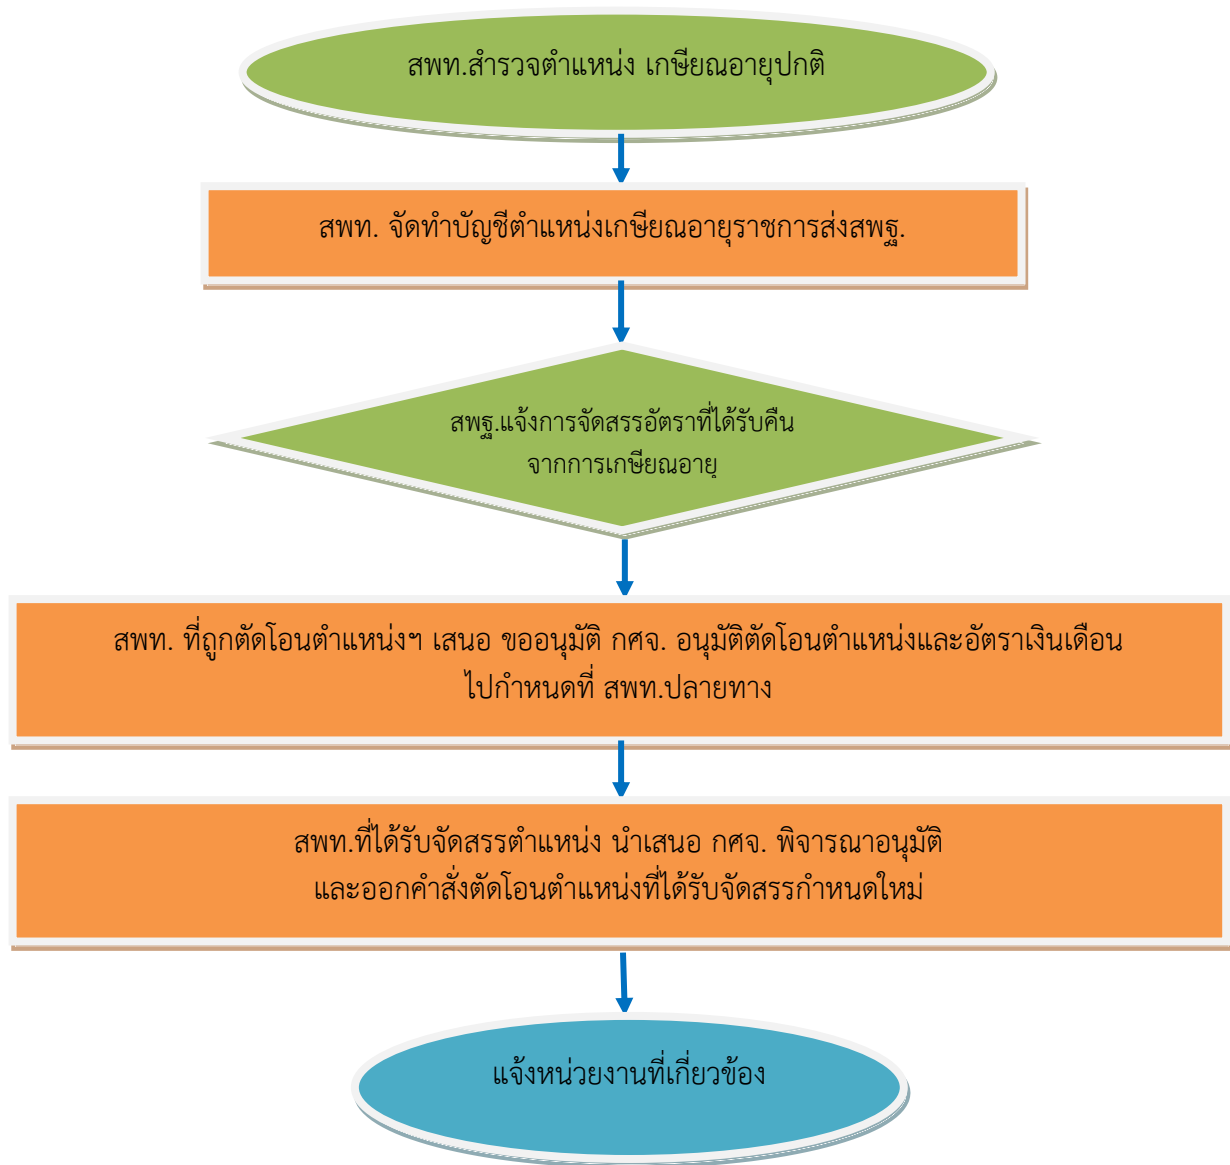 สพท.สำรวจตำแหน่ง เกษียณอายุปกติ
สพท. จัดทำบัญชีตำแหน่งเกษียณอายุราชการส่งสพฐ.
สพฐ.แจ้งการจัดสรรอัตราที่ได้รับคืน
จากการเกษียณอายุ
สพท. ที่ถูกตัดโอนตำแหน่งฯ เสนอ ขออนุมัติ กศจ. อนุมัติตัดโอนตำแหน่งและอัตราเงินเดือน
ไปกำหนดที่ สพท.ปลายทาง
สพท.ที่ได้รับจัดสรรตำแหน่ง นำเสนอ กศจ. พิจารณาอนุมัติ
และออกคำสั่งตัดโอนตำแหน่งที่ได้รับจัดสรรกำหนดใหม่
แจ้งหน่วยงานที่เกี่ยวข้อง